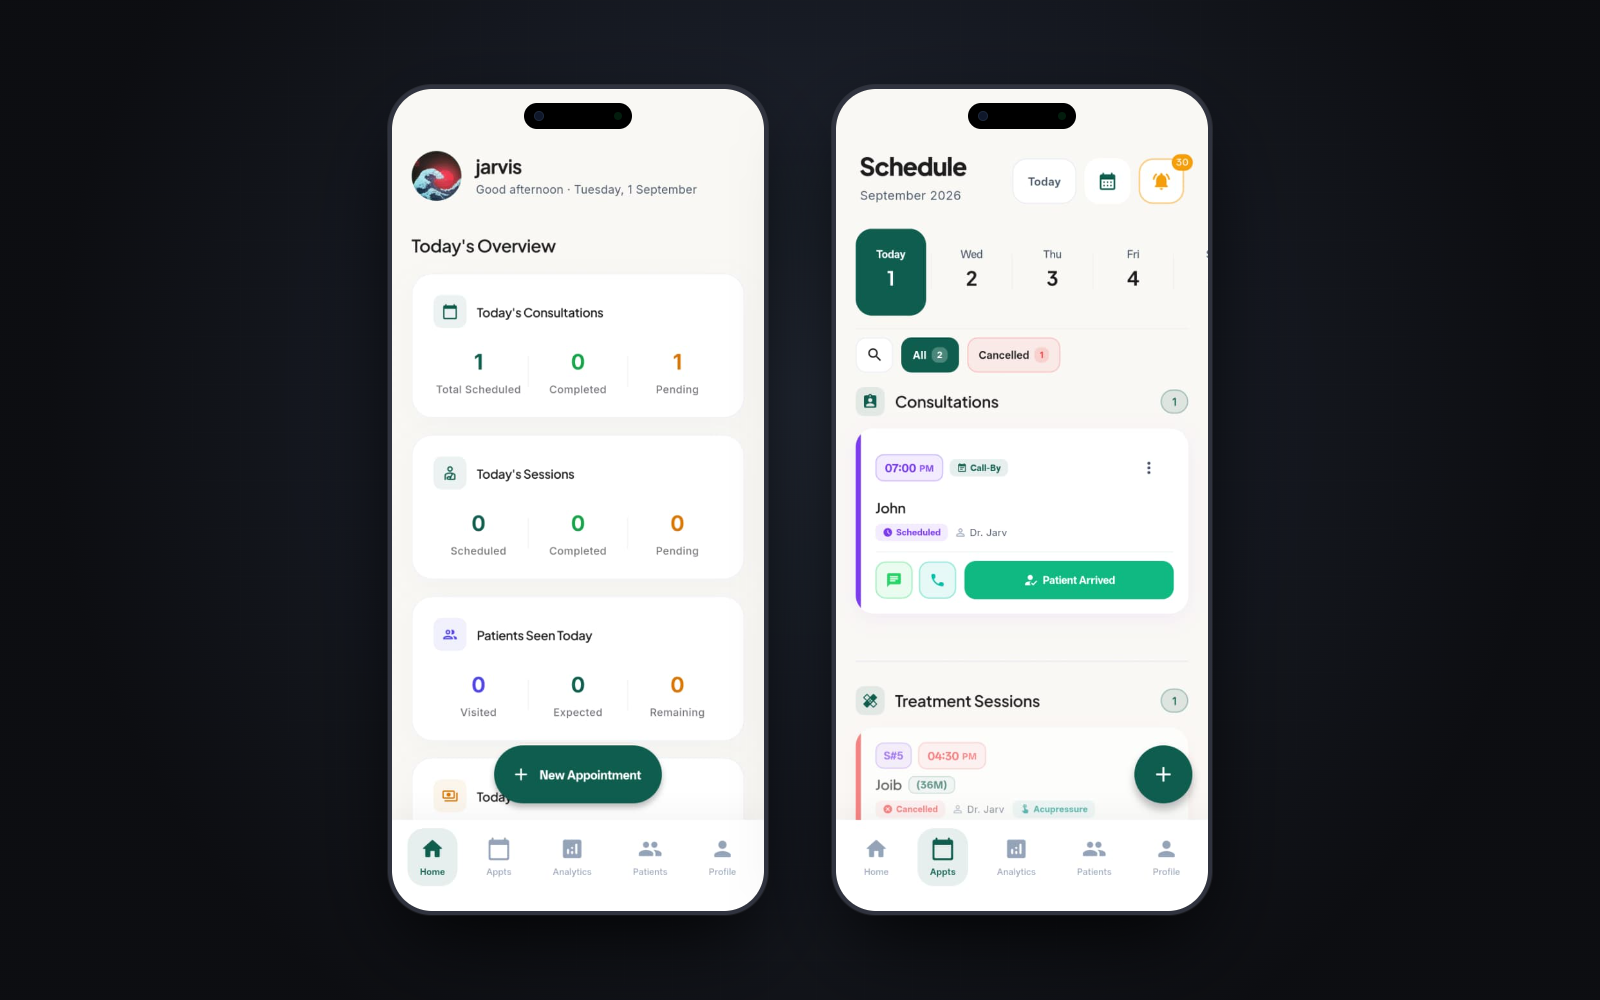 jarvis
Good afternoon · Tuesday, 1 September
Today's Overview
Today's Consultations
1 0 1
Total Scheduled Completed Pending
Today's Sessions
0 0 0
Scheduled Completed Pending
Patients Seen Today
0 0 0
Visited Expected Remaining
Today
New Appointment
Home Appts Analytics Patients Profile
Schedule
September 2026
Today
30
Today Wed Thu Fri
1 2 3 4
All 2 Cancelled 1
Consultations 1
07:00 PM Call-By
John
Scheduled Dr. Jarv
Patient Arrived
Treatment Sessions 1
S#5 04:30 PM
Joib (36M)
Cancelled Dr. Jarv Acupressure
Home Appts Analytics Patients Profile